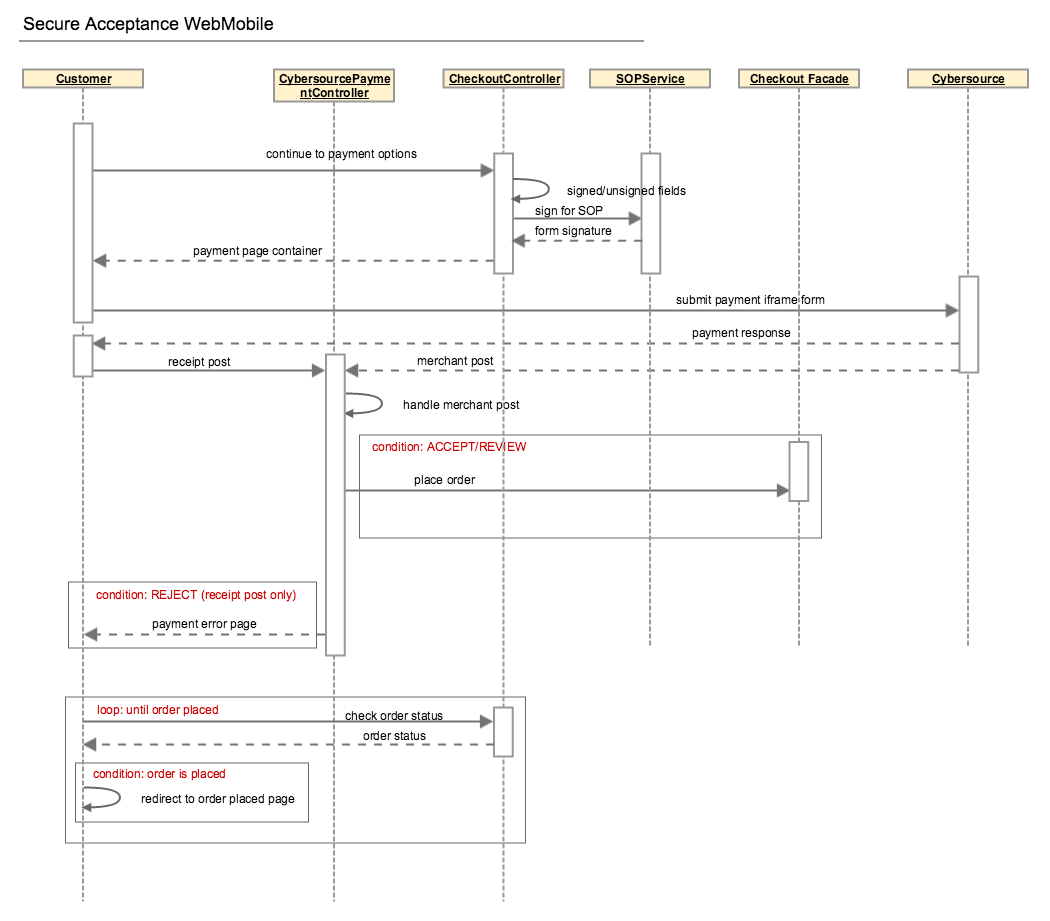 Secure Acceptance WebMobile
Customer
CybersourcePayme
ntController
CheckoutController
SOPService
Checkout Facade
Cybersource
continue to payment options
signed/unsigned fields
sign for SOP
form signature
payment page container
submit payment iframe form
payment response
receipt post
merchant post
handle merchant post
condition: ACCEPT/REVIEW
place order
condition: REJECT (receipt post only)
payment error page
loop: until order placed
check order status
order status
condition: order is placed
redirect to order placed page